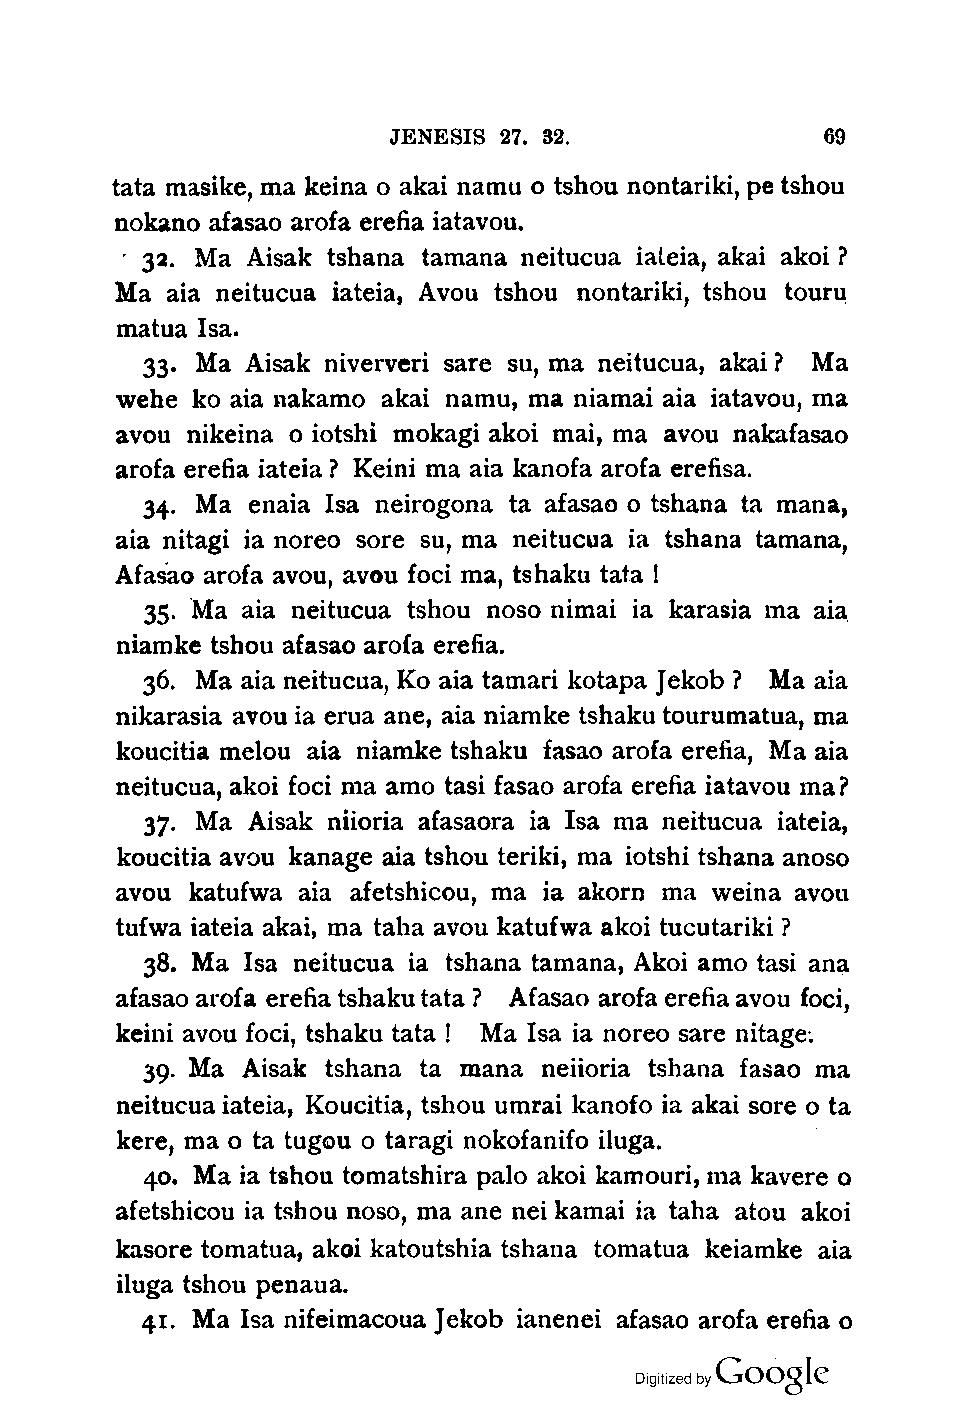 JENESIS 27. 32. 69
tata masike, ma keina o akai namu o tshou nontariki, pe tshou
nokano afasao arofa erefia iatavou.
32. Ma Aisak tshana tamana neitucua iateia, akai akoi ?
Ma aia neitucua iateia, Avou tshou nontariki, tshou touru
matua Isa.
33. Ma Aisak niververi sare su, ma neitucua, akai ? Ma
wehe ko aia nakamo akai namu, ma niamai aia iatavou, ma
avou nikeina o iotshi mokagi akoi mai, ma avou nakafasao
arofa erefia iateia ? Keini ma aia kanofa arofa erefisa.
34. Ma enaia Isa neirogona ta afasao o tshana ta mana,
aia nitagi ia noreo sore su, ma neitucua ia tshana tamana,
Afasao arofa avou, avou foci ma, tshaku tata !
35. Ma aia neitucua tshou noso nimai ia karasia ma aia
niamke tshou afasao arofa erefia.
36. Ma aia neitucua, Ko aia tamari kotapa Jekob ? Ma aia
nikarasia avou ia erua ane, aia niamke tshaku tourumatua, ma
koucitia melou aia niamke tshaku fasao arofa erefia, Ma aia
neitucua, akoi foci ma amo tasi fasao arofa erefia iatavou ma?
37. Ma Aisak niioria afasaora ia Isa ma neitucua iateia,
koucitia avou kanage aia tshou teriki, ma iotshi tshana anoso
avou katufwa aia afetshicou, ma ia akorn ma weina avou
tufwa iateia akai, ma taha avou katufwa akoi tucutariki ?
38. Ma Isa neitucua ia tshana tamana, Akoi amo tasi ana
afasao arofa erefia tshaku tata ? Afasao arofa erefia avou foci,
keini avou foci, tshaku tata ! Ma Isa ia noreo sare nitage.
39. Ma Aisak tshana ta mana neiioria tshana fasao ma
neitucua iateia, Koucitia, tshou umrai kanofo ia akai sore o ta
kere, ma o ta tugou o taragi nokofanifo iluga.
40. Ma ia tshou tomatshira palo akoi kamouri, ma kavere o
afetshicou ia tshou noso, ma ane nei kamai ia taha atou akoi
kasore tomatua, akoi katoutshia tshana tomatua keiamke aia
iluga tshou penaua.
41. Ma Isa nifeimacoua Jekob ianenei afasao arofa erefia o
Digitized by Google